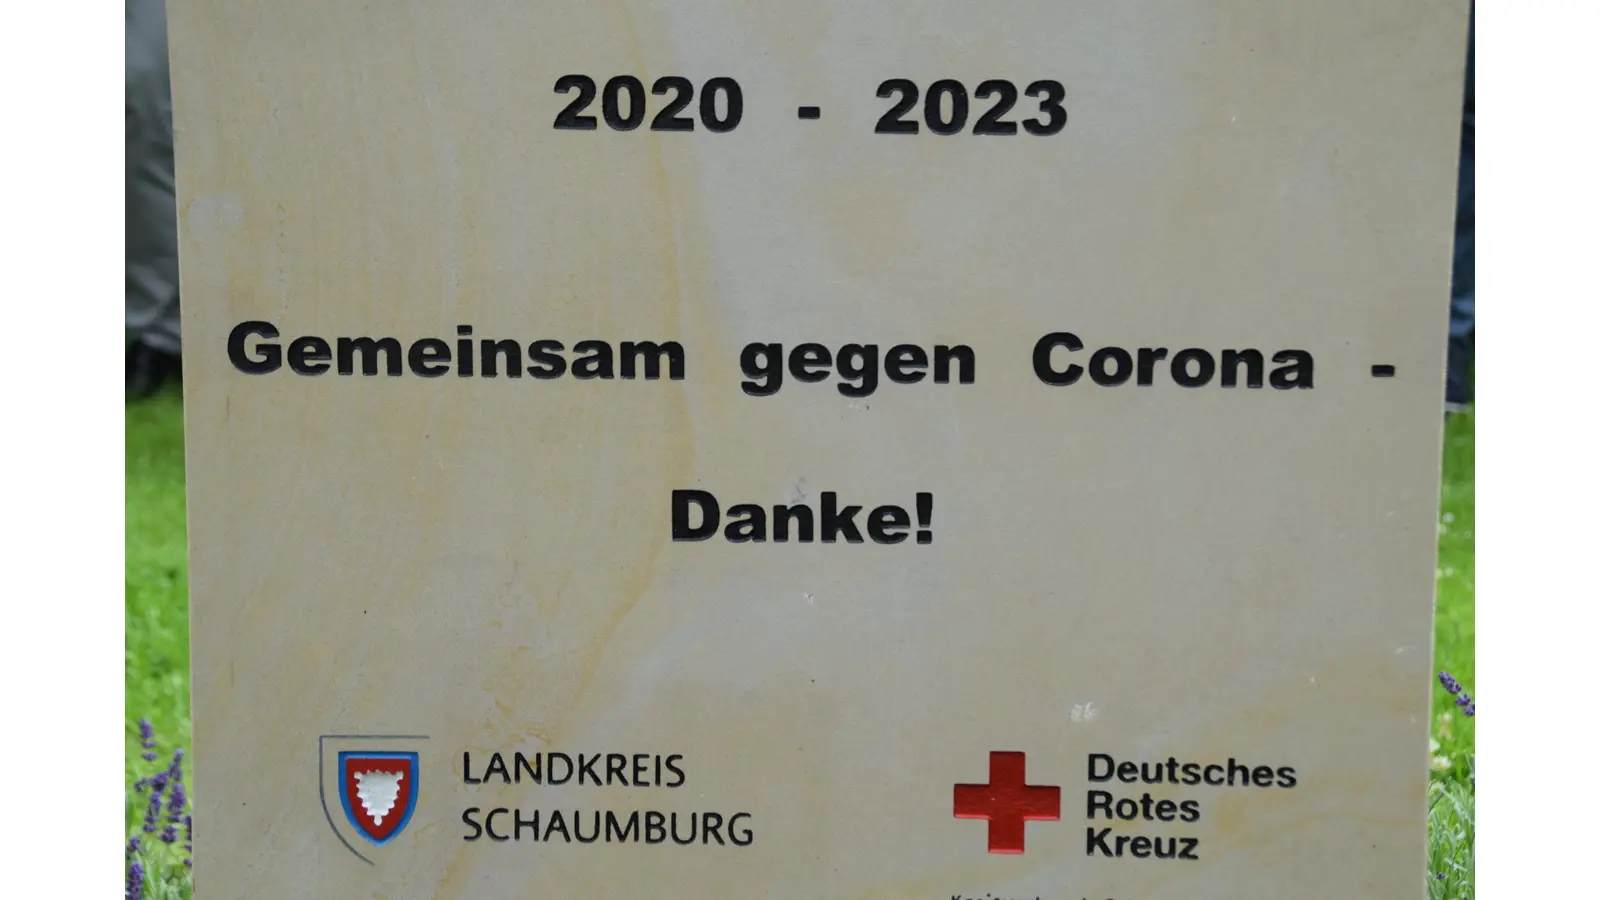 2020 - 2023
Gemeinsam gegen Corona -
Danke!
LANDKREIS
SCHAUMBURG
Deutsches
Rotes
Kreuz